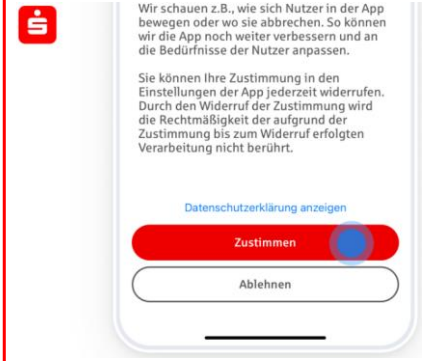 Wir schauen z.B., wie sich Nutzer in der App
bewegen oder wo sie abbrechen. So können
wir die App noch weiter verbessern und an
die Bedürfnisse der Nutzer anpassen.
Sie können Ihre Zustimmung in den
Einstellungen der App jederzeit widerrufen.
Durch den Widerruf der Zustimmung wird
die Rechtmäßigkeit der aufgrund der
Zustimmung bis zum Widerruf erfolgten
Verarbeitung nicht berührt.
Datenschutzerklärung anzeigen
Zustimmen
Ablehnen